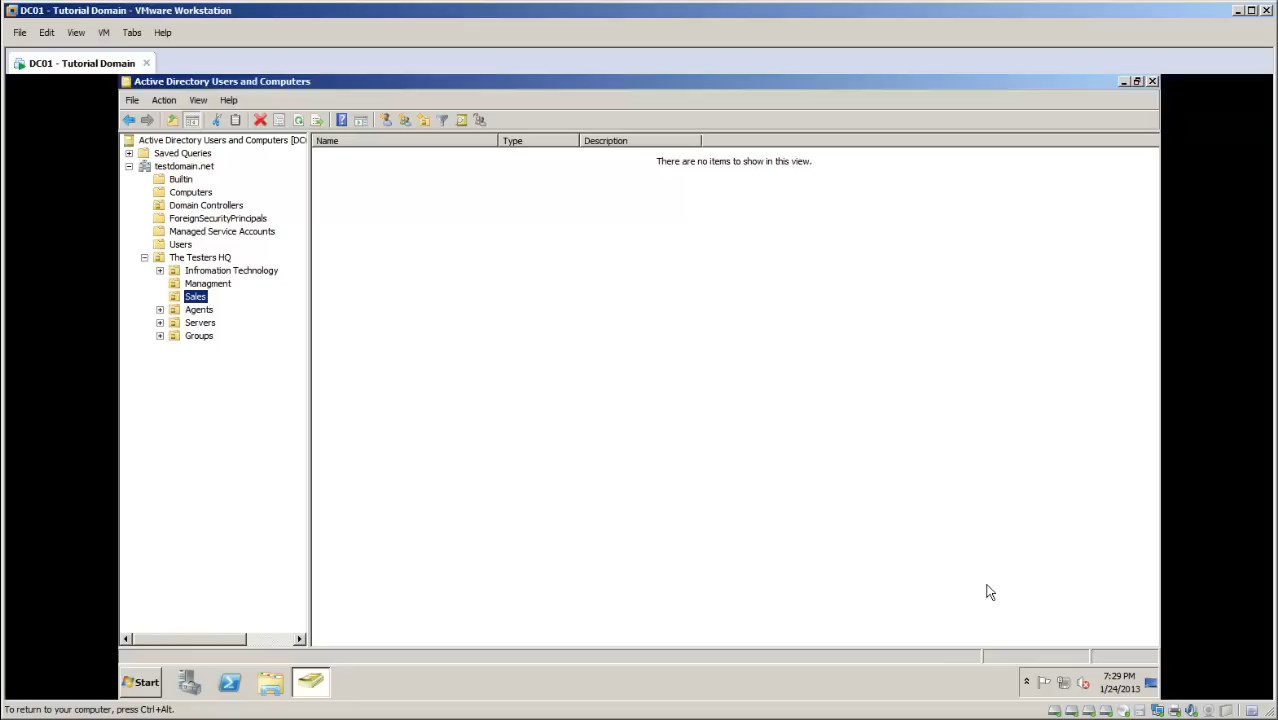 DC01 - Tutorial Domain - VMware Workstation
File Edit View VM Tabs Help
DC01 - Tutorial Domain
Active Directory Users and Computers
File Action View Help
Active Directory Users and Computers [DC
Name Type Description
Saved Queries
There are no items to show in this view.
testdomain.net
Builtin
Computers
Domain Controllers
ForeignSecurityPrincipals
Managed Service Accounts
Users
The Testers HQ
Infromation Technology
Managment
Sales
Agents
Servers
Groups
Start
7:29 PM
1/24/2013
To return to your computer, press Ctrl+Alt.